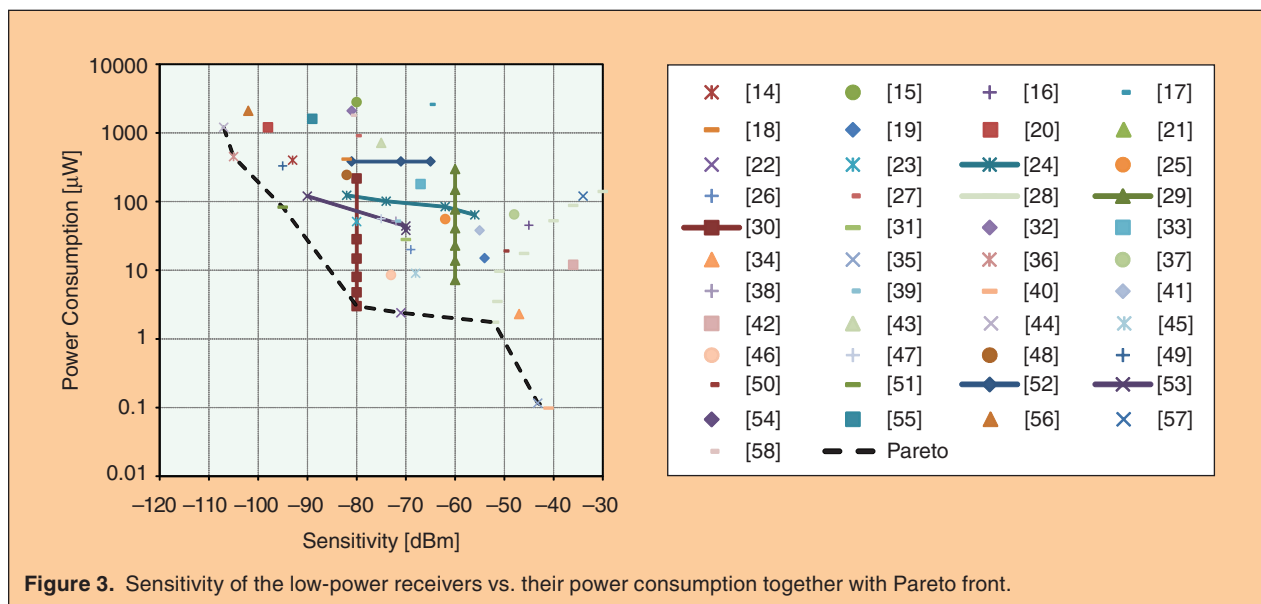 10000
1000
100
10
1
0.1
0.01
Power Consumption [µW]
–120 –110 –100 –90 –80 –70 –60 –50 –40 –30
Sensitivity [dBm]
[14] [15] [16] [17]
[18] [19] [20] [21]
[22] [23] [24] [25]
[26] [27] [28] [29]
[30] [31] [32] [33]
[34] [35] [36] [37]
[38] [39] [40] [41]
[42] [43] [44] [45]
[46] [47] [48] [49]
[50] [51] [52] [53]
[54] [55] [56] [57]
[58] Pareto
Figure 3. Sensitivity of the low-power receivers vs. their power consumption together with Pareto front.